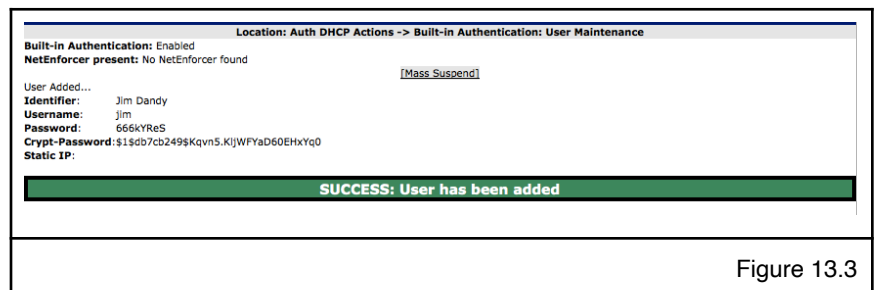 Location: Auth DHCP Actions -> Built-in Authentication: User Maintenance
Built-in Authentication: Enabled
NetEnforcer present: No NetEnforcer found
[Mass Suspend]
User Added...
Identifier: Jim Dandy
Username: jim
Password: 666kYReS
Crypt-Password:$1$db7cb249$Kqvn5.KljWFYaD60EHxYq0
Static IP:
SUCCESS: User has been added
Figure 13.3